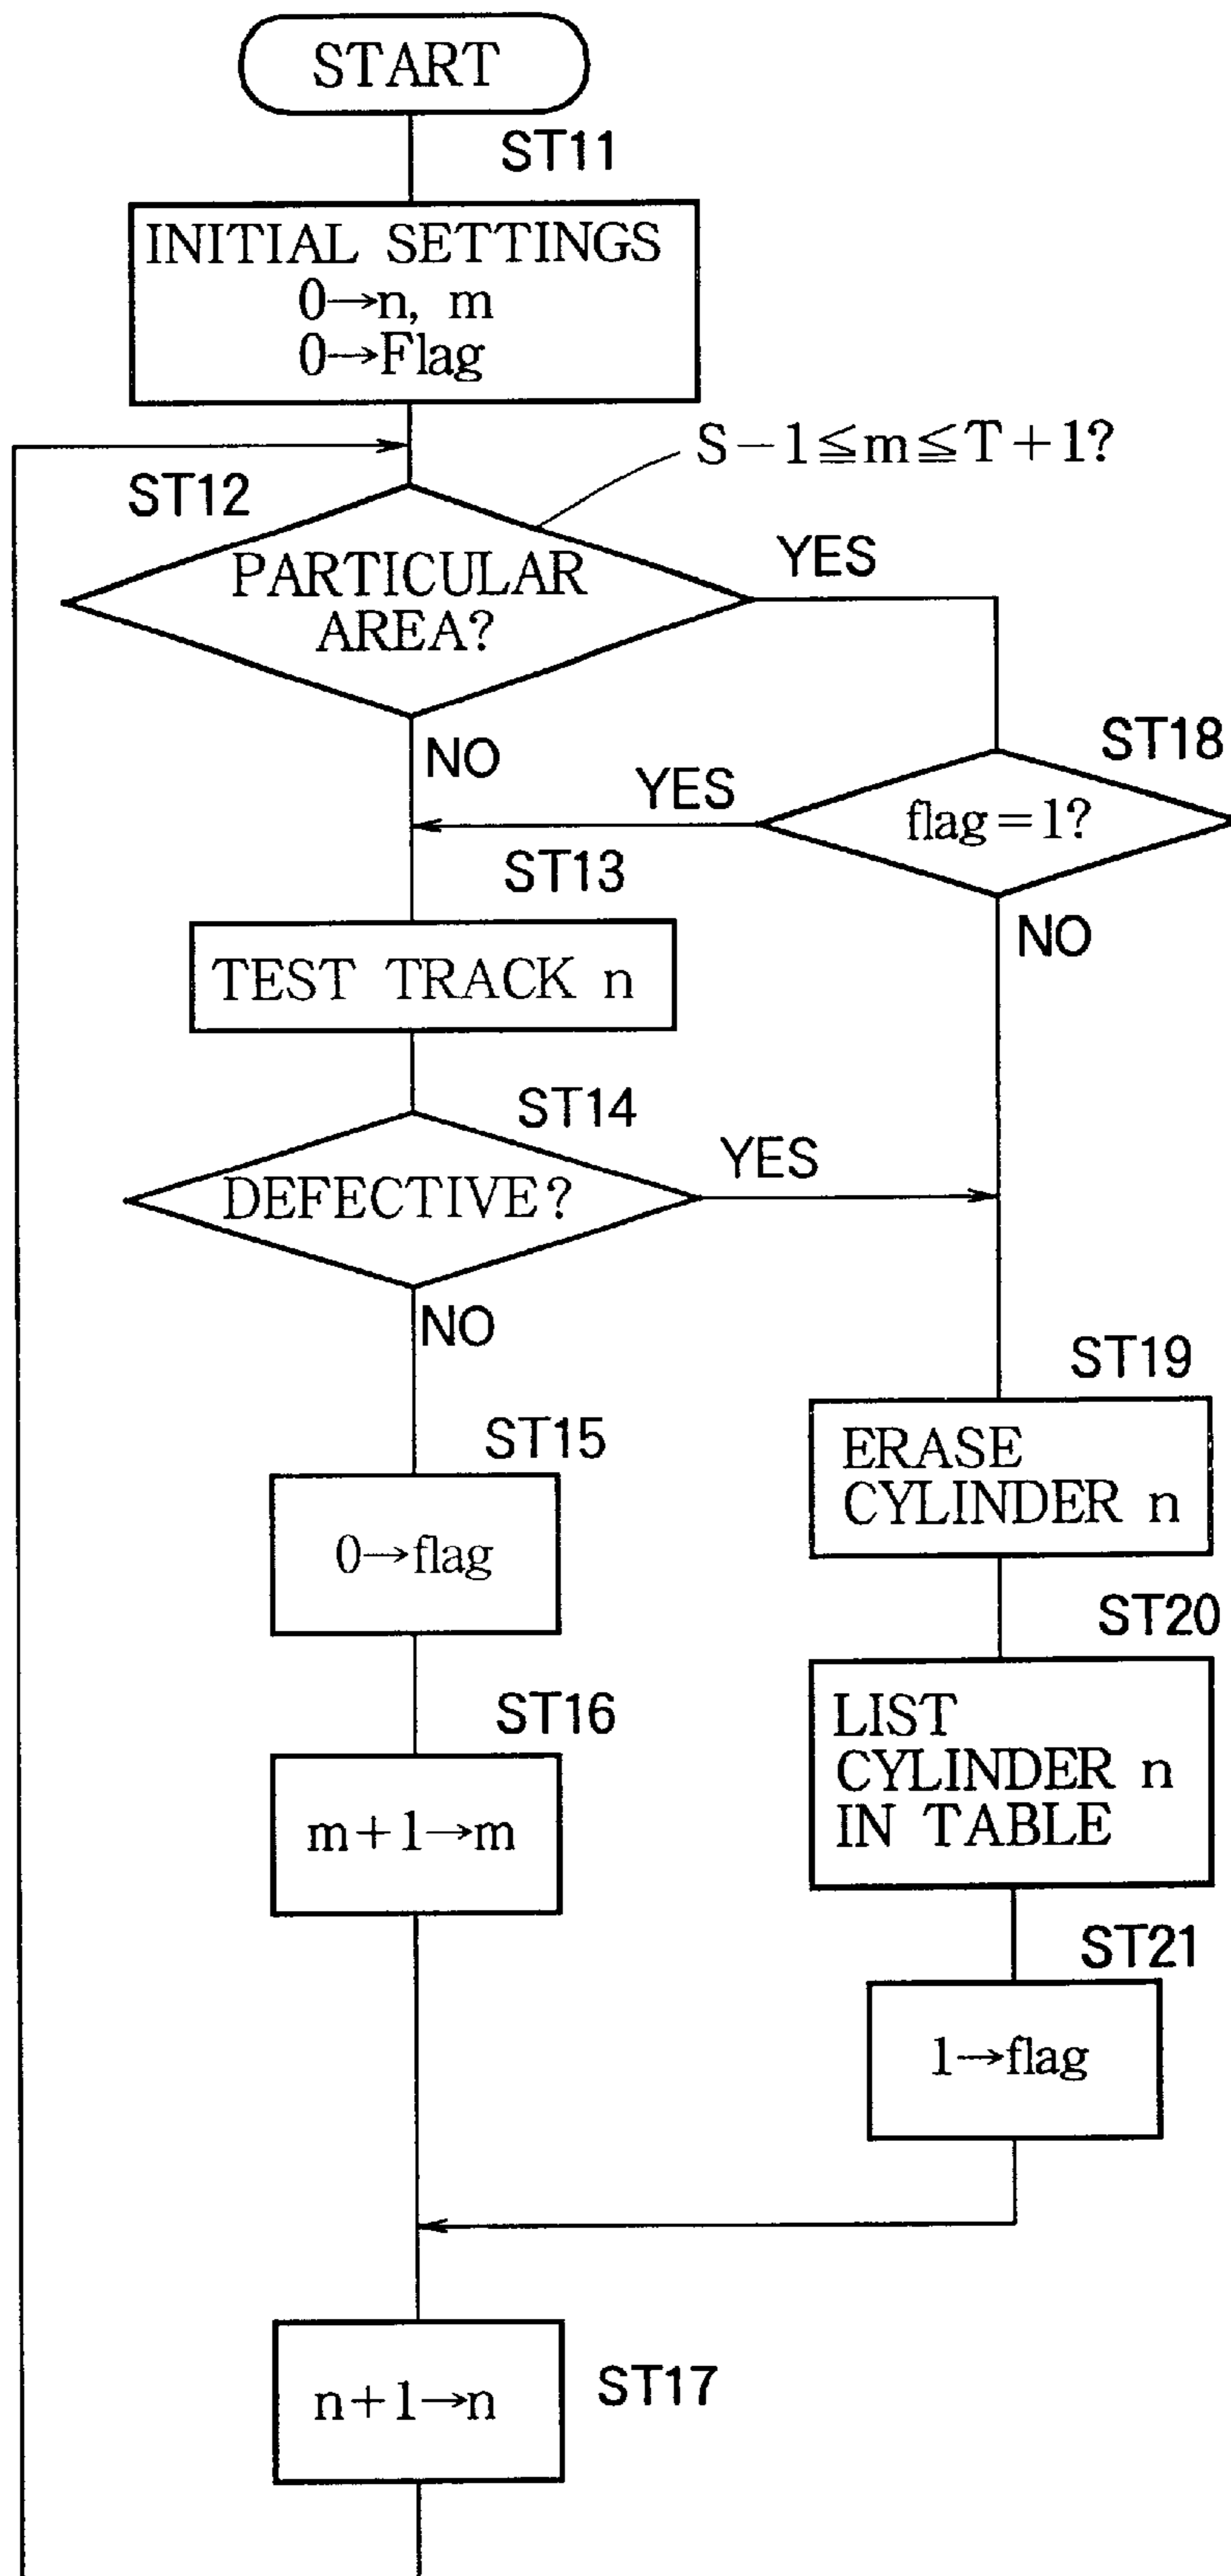 START
ST11
INITIAL SETTINGS
0→n, m
0→Flag
S−1≦m≦T+1?
ST12
PARTICULAR
AREA?
YES
NO
ST18
YES
flag=1?
ST13
NO
TEST TRACK n
ST14
YES
DEFECTIVE?
NO
ST19
ERASE
CYLINDER n
ST15
0→flag
ST20
LIST
CYLINDER n
IN TABLE
ST16
m+1→m
ST21
1→flag
n+1→n
ST17